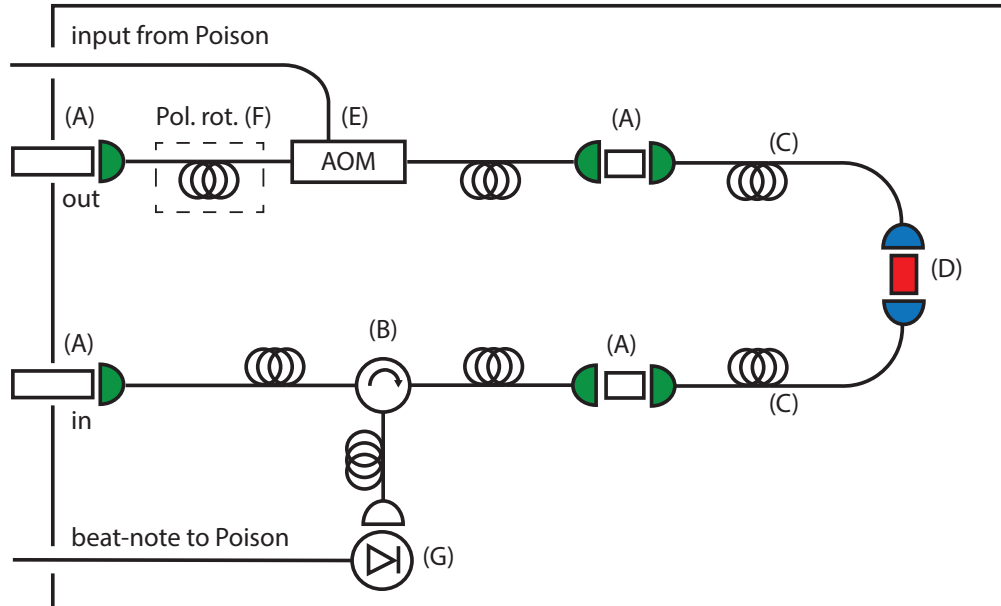 input from Poison
(A)
Pol. rot. (F)
(E)
(A)
(C)
AOM
out
(D)
(A)
(B)
(A)
in
(C)
beat-note to Poison
(G)